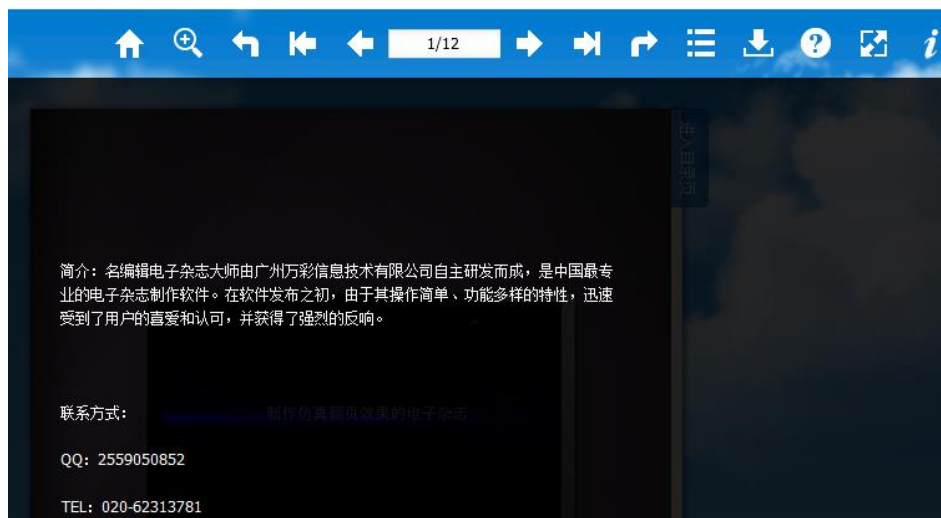 1/12
进入目录页
简介：名编辑电子杂志大师由广州万彩信息技术有限公司自主研发而成，是中国最专
业的电子杂志制作软件。在软件发布之初，由于其操作简单、功能多样的特性，迅速
受到了用户的喜爱和认可，并获得了强烈的反响。
联系方式：
制作仿真翻页效果的电子杂志
QQ：2559050852
TEL：020-62313781